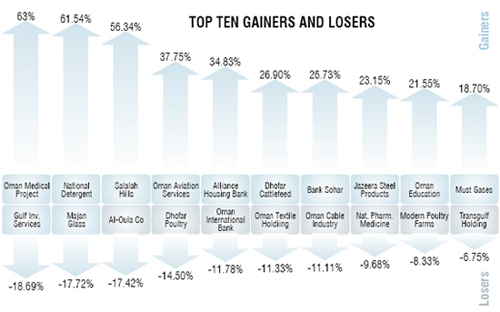 TOP TEN GAINERS AND LOSERS
Gainers
63%
61.54%
56.34%
37.75%
34.83%
26.90%
26.73%
23.15%
21.55%
18.70%
Oman Medical
Project
National
Detergent
Salalah
Hills
Oman Aviation
Services
Alliance
Housing Bank
Dhofar
Cattlefeed
Bank Sohar
Jazeera Steel
Products
Oman
Education
Must Gases
Gulf Inv.
Services
Majan
Glass
Al-Oula Co
Dhofar
Poultry
Oman
International
Bank
Oman Textile
Holdiing
Oman Cable
Industry
Nat. Pharm.
Medicine
Modern Poultry
Farms
Transgulf
Holding
-18.69%
-17.72%
-17.42%
-14.50%
-11.78%
-11.33%
-11.11%
-9.68%
-8.33%
-6.75%
Losers